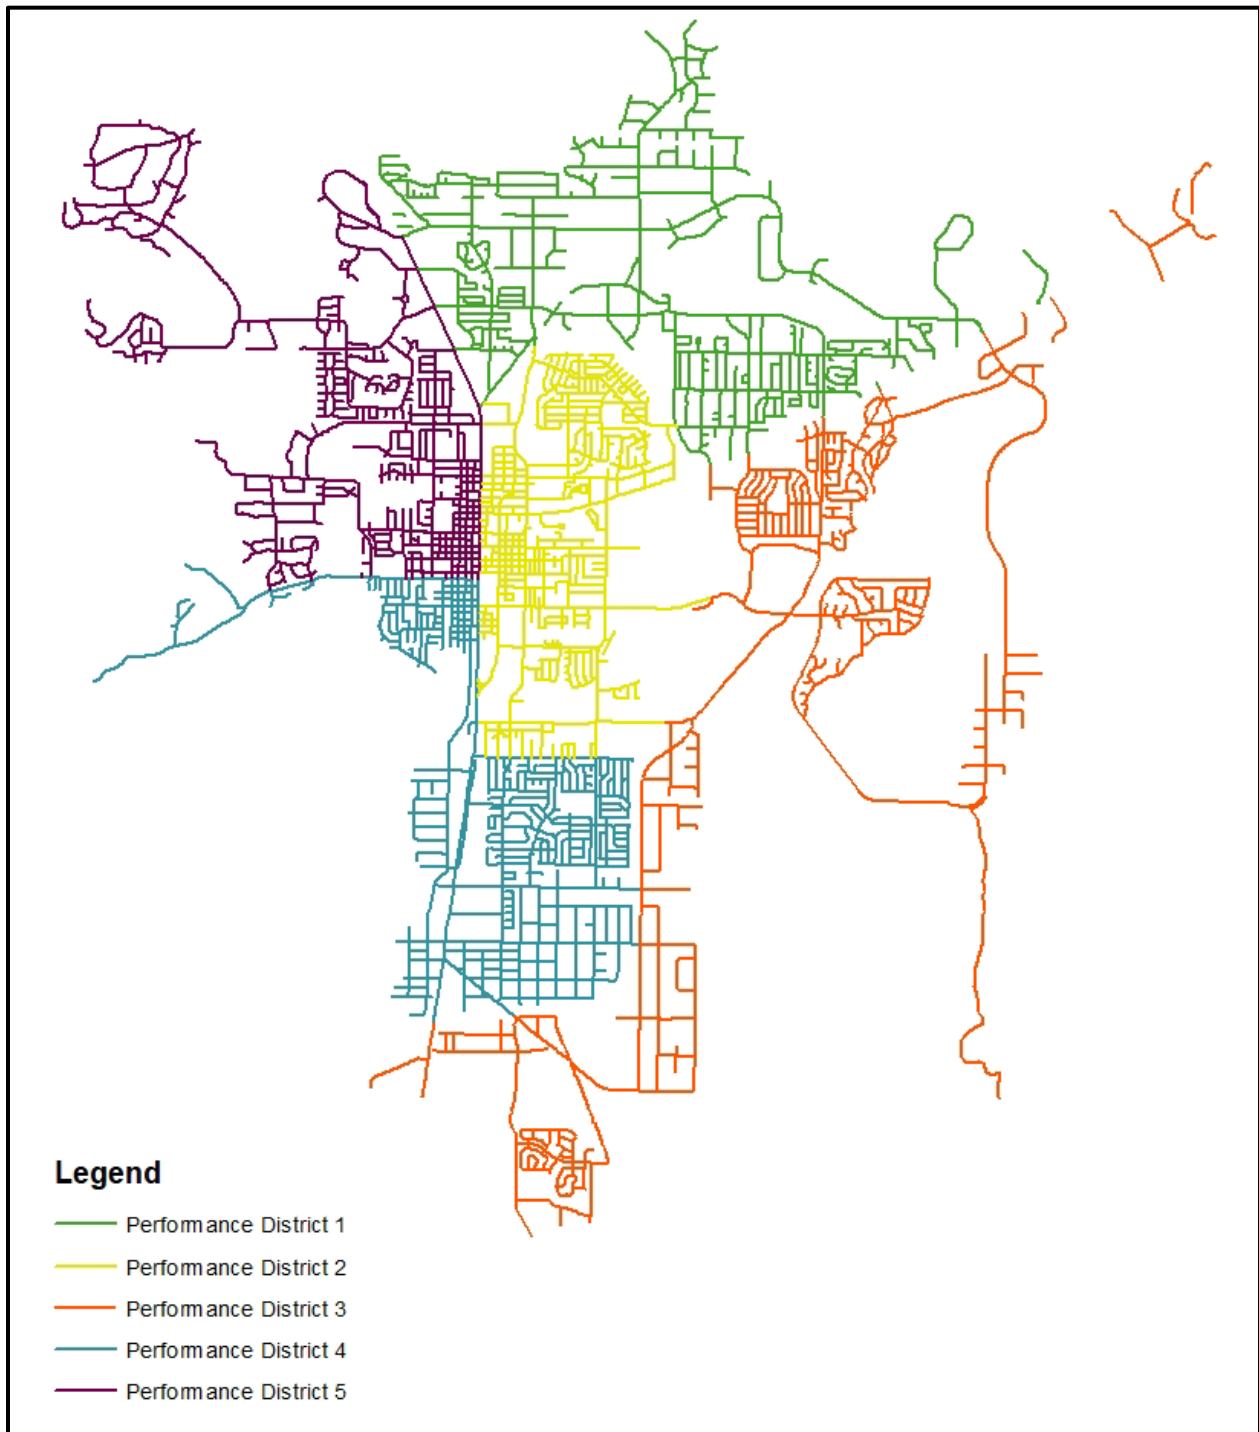 Legend
Performance District 1
Performance District 2
Performance District 3
Performance District 4
Performance District 5